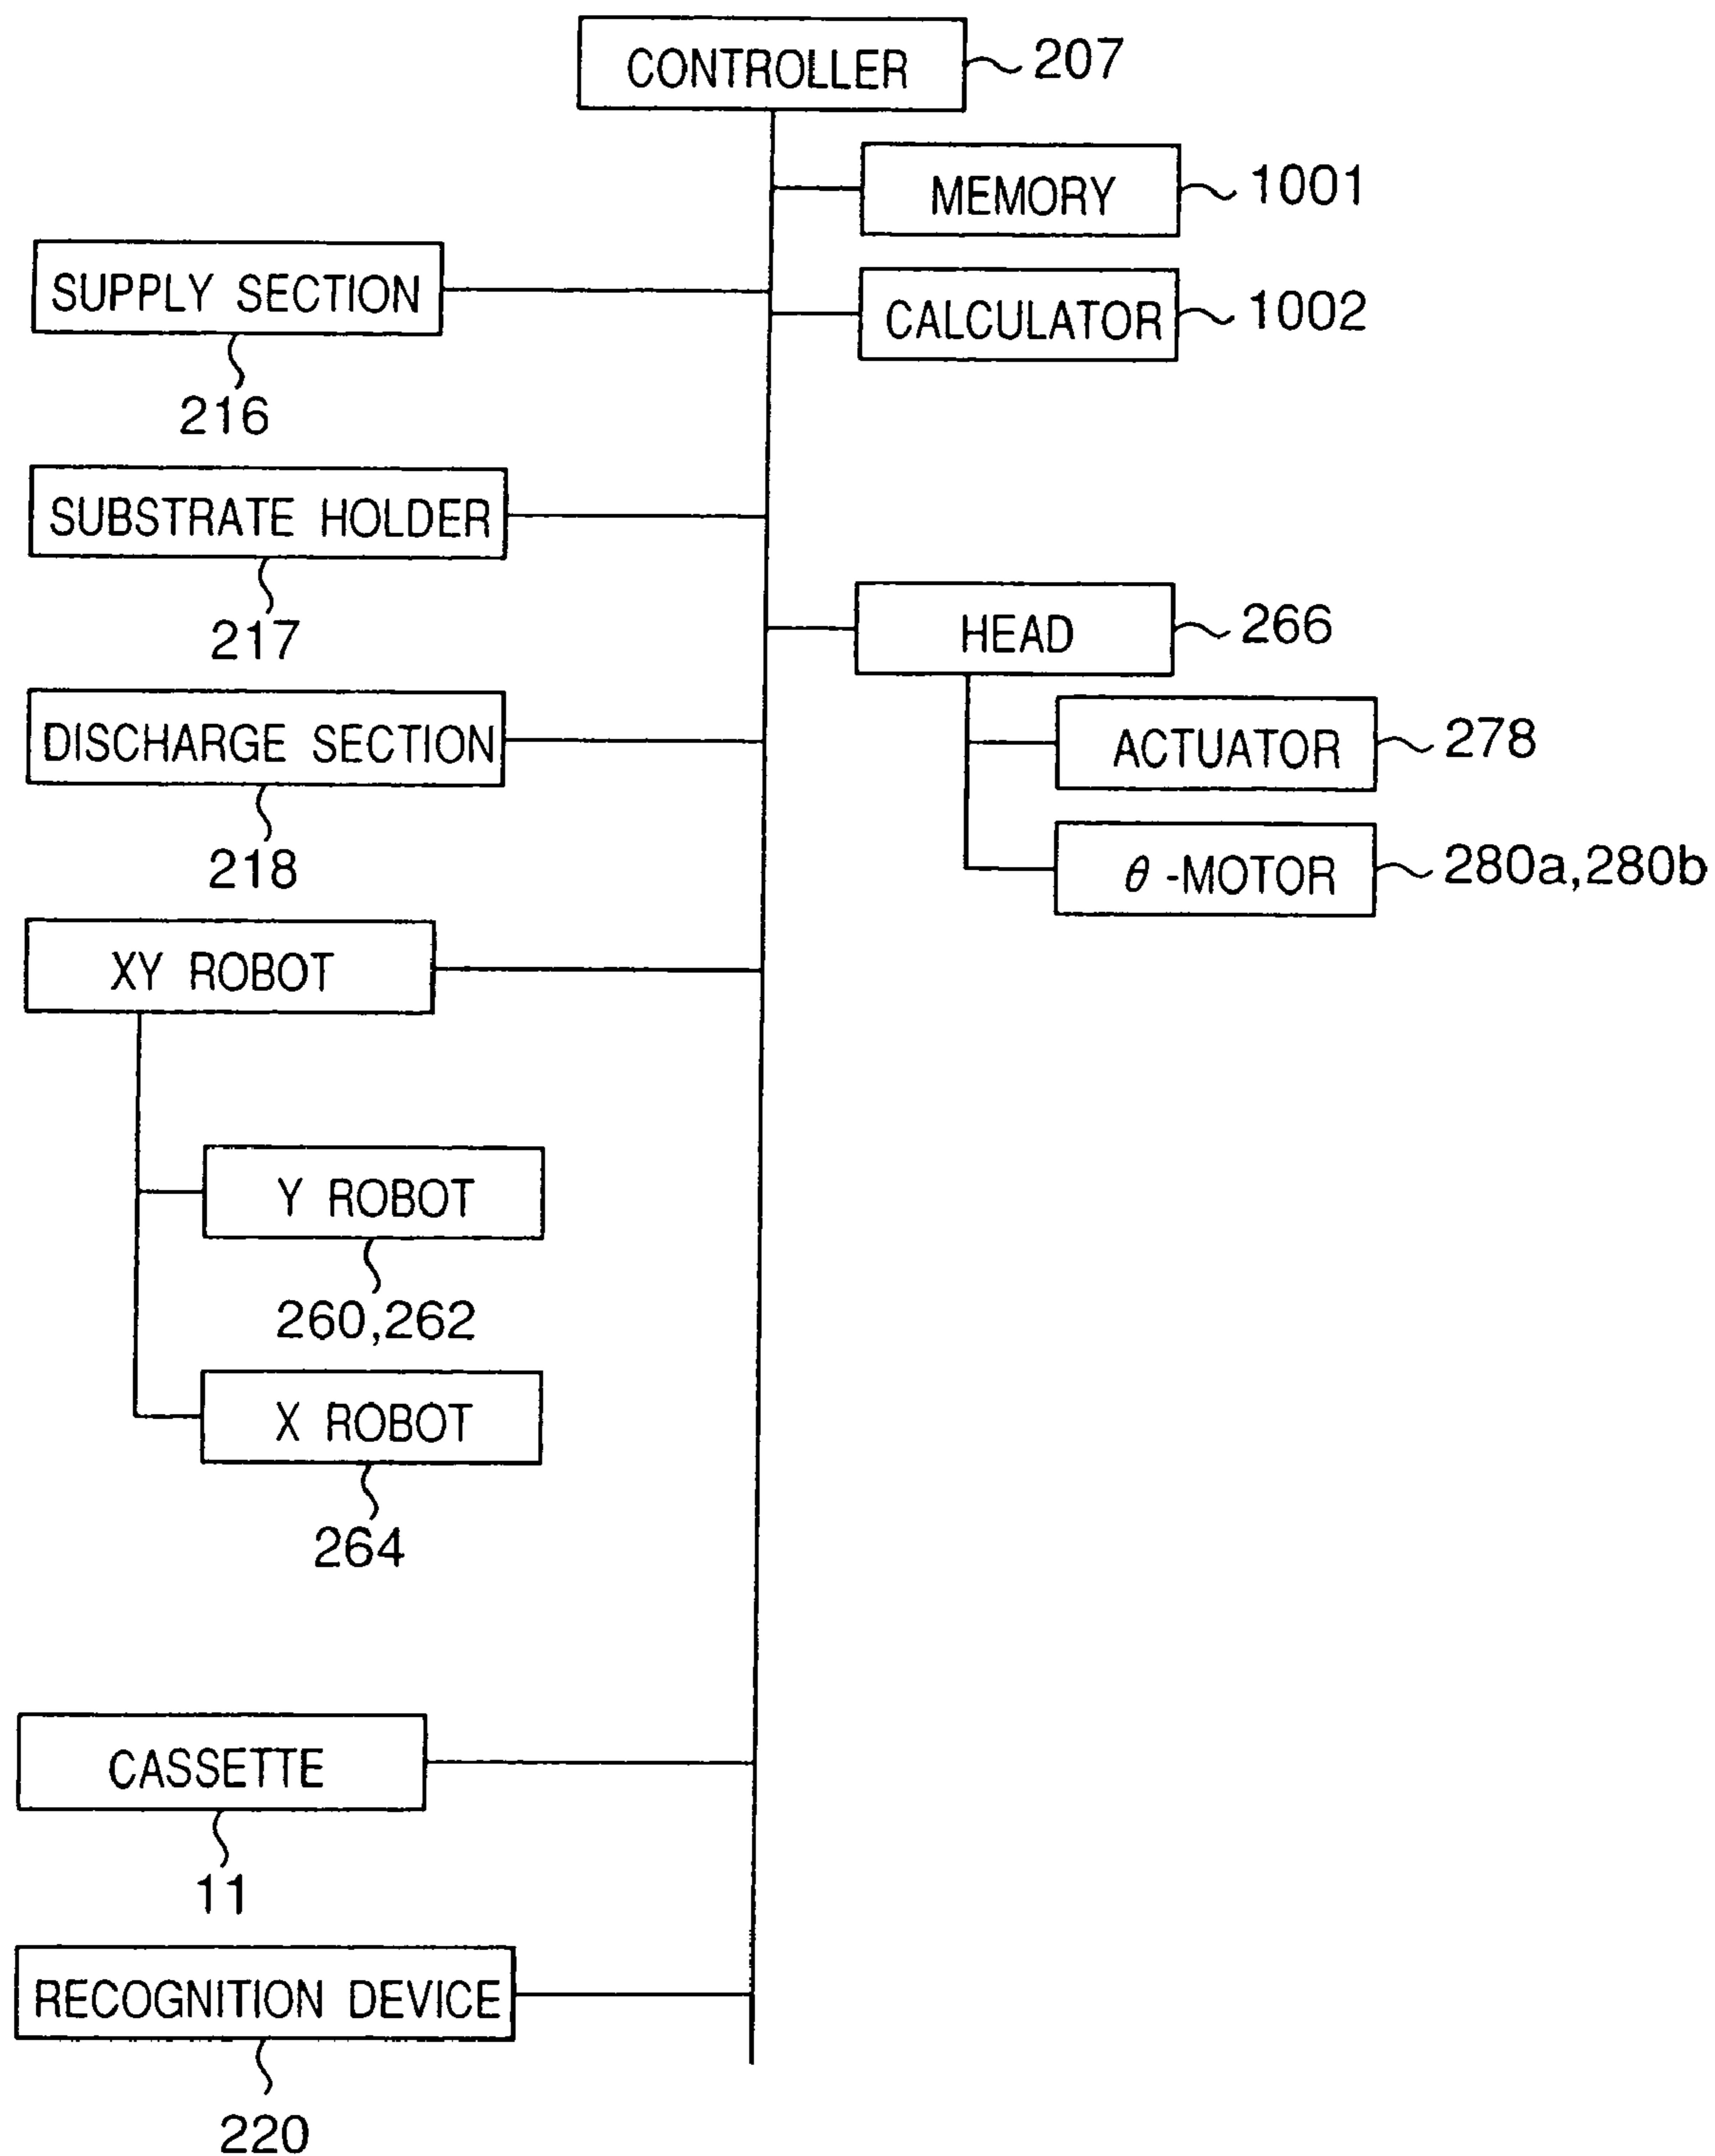 CONTROLLER 207
MEMORY 1001
SUPPLY SECTION
216
CALCULATOR 1002
SUBSTRATE HOLDER
217
HEAD 266
DISCHARGE SECTION
218
ACTUATOR 278
θ-MOTOR 280a,280b
XY ROBOT
Y ROBOT
260,262
X ROBOT
264
CASSETTE
11
RECOGNITION DEVICE
220